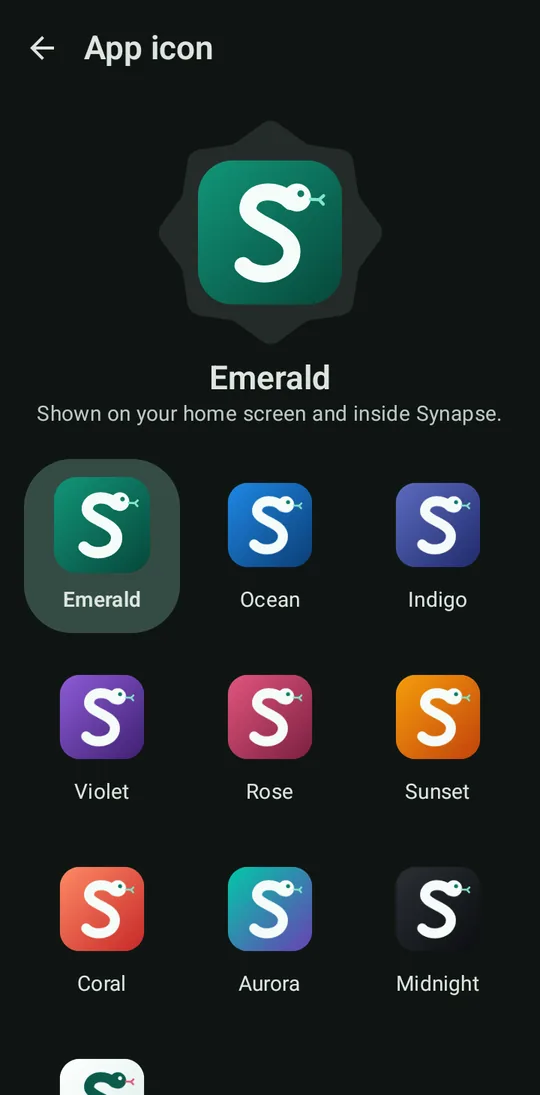 App icon
Emerald
Shown on your home screen and inside Synapse.
Emerald
Ocean
Indigo
Violet
Rose
Sunset
Coral
Aurora
Midnight